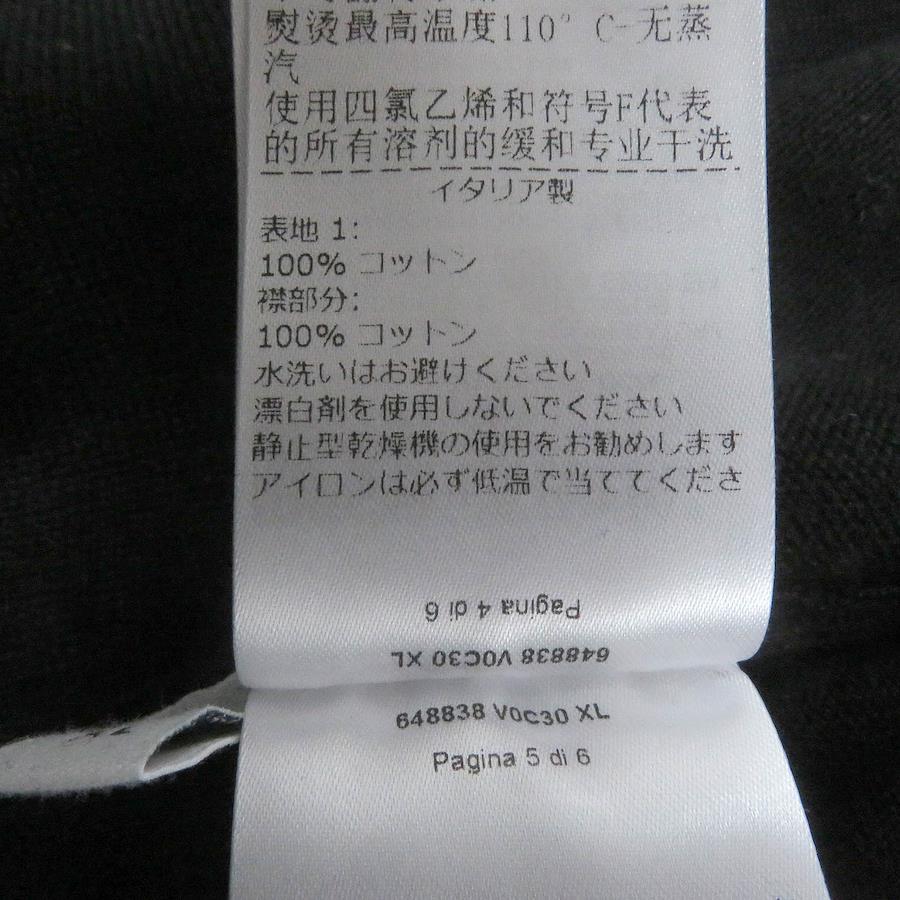 熨烫最高温度110° C-无蒸
汽
使用四氯乙烯和符号F代表
的所有溶剂的缓和专业干洗
イタリア製
表地 1:
100% コットン
襟部分:
100% コットン
水洗いはお避けください
漂白剤を使用しないでください
静止型乾燥機の使用をお勧めします
アイロンは必ず低温で当ててくださ
Pagina 4 di 6
648838 V0C30 XL
648838 V0C30 XL
Pagina 5 di 6